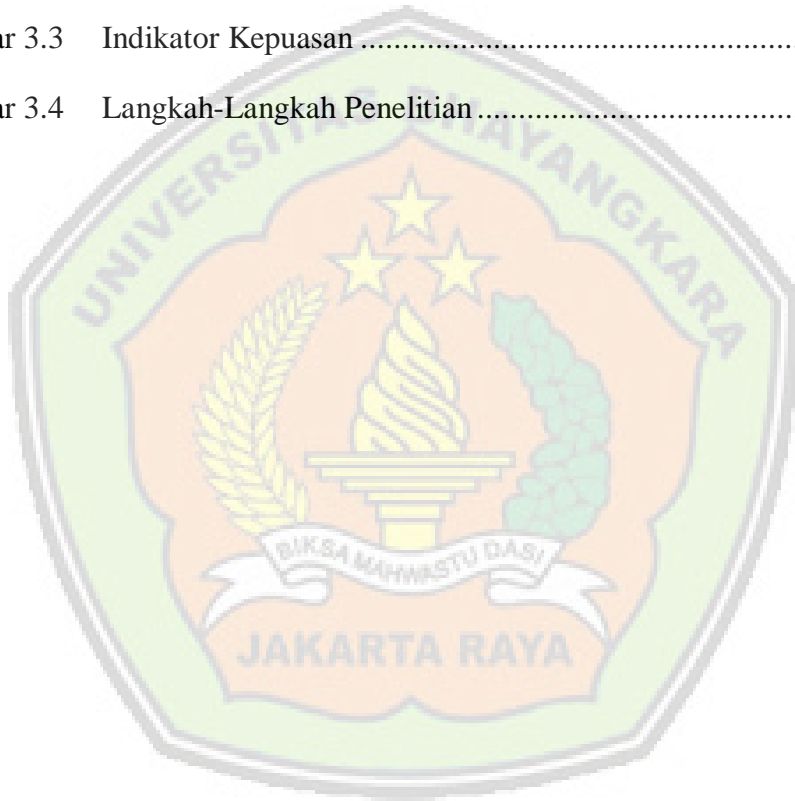 ar 3.3 Indikator Kepuasan ................................................
ar 3.4 Langkah-Langkah Penelitian ................................
UNIVERSITAS BHAYANGKARA
BIKSA MAHWASTU DASI
JAKARTA RAYA